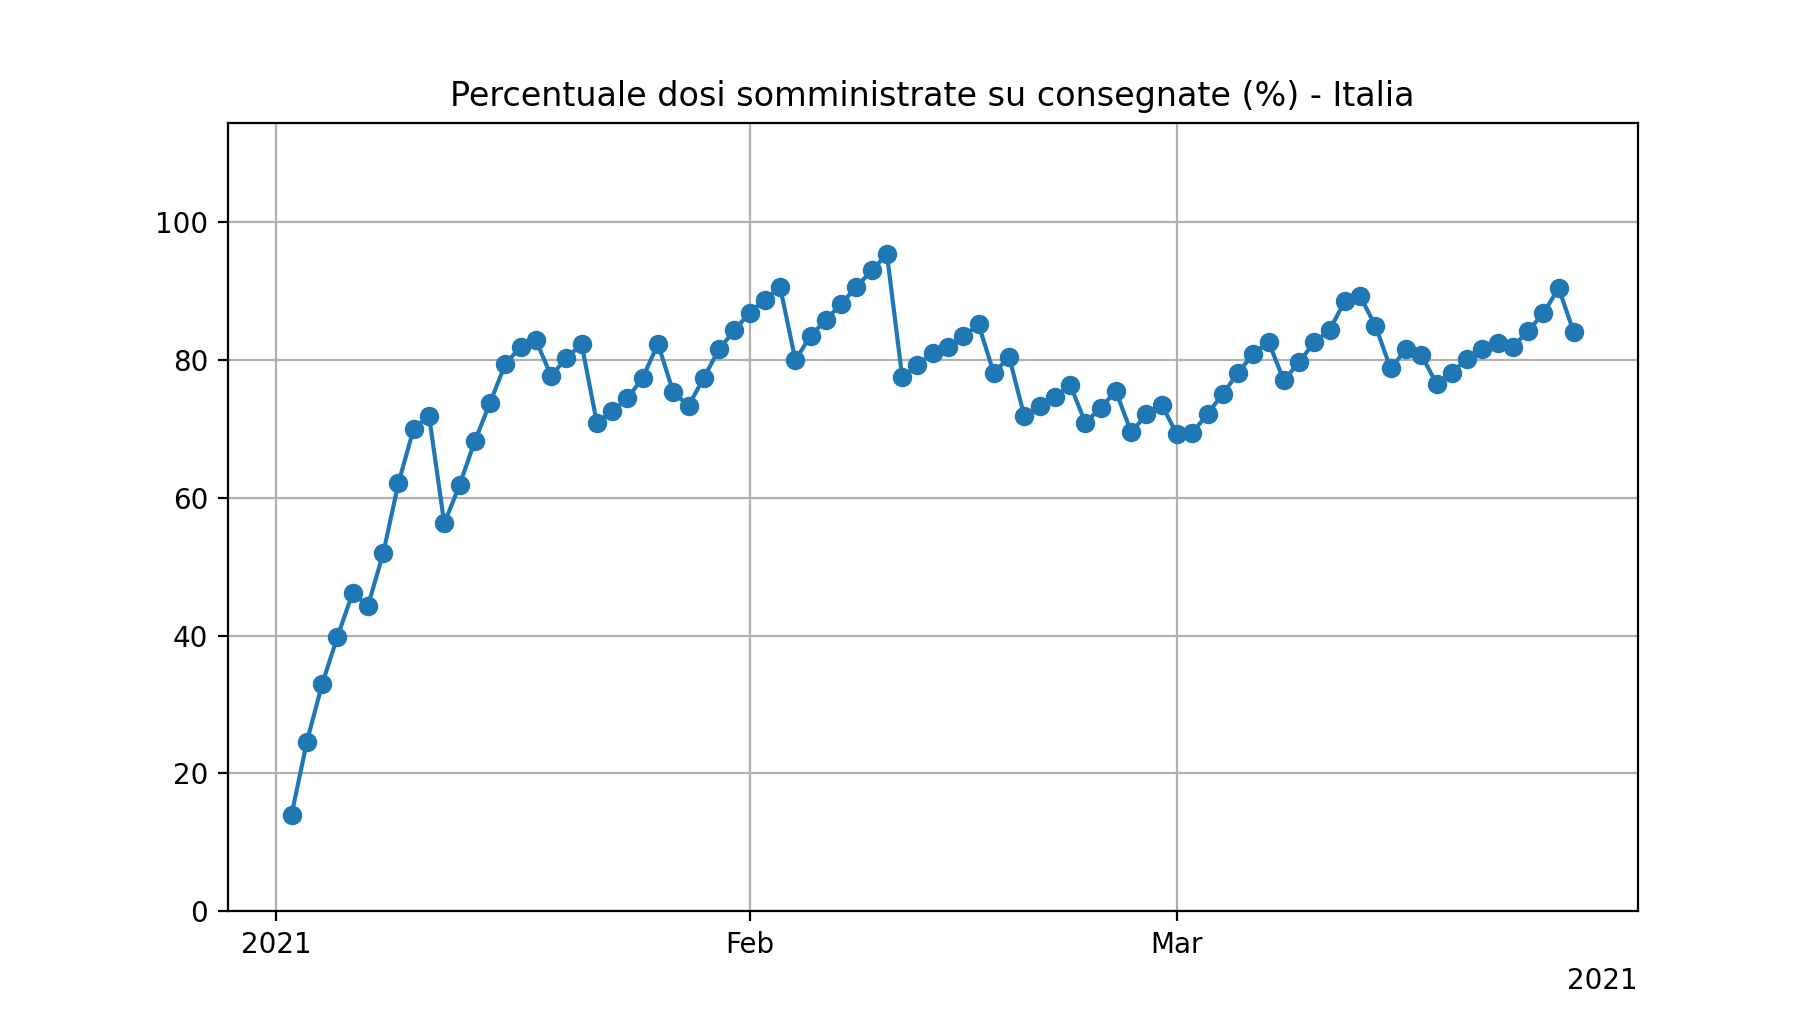 Percentuale dosi somministrate su consegnate (%) - Italia
100
80
60
40
20
0
2021
Feb
Mar
2021